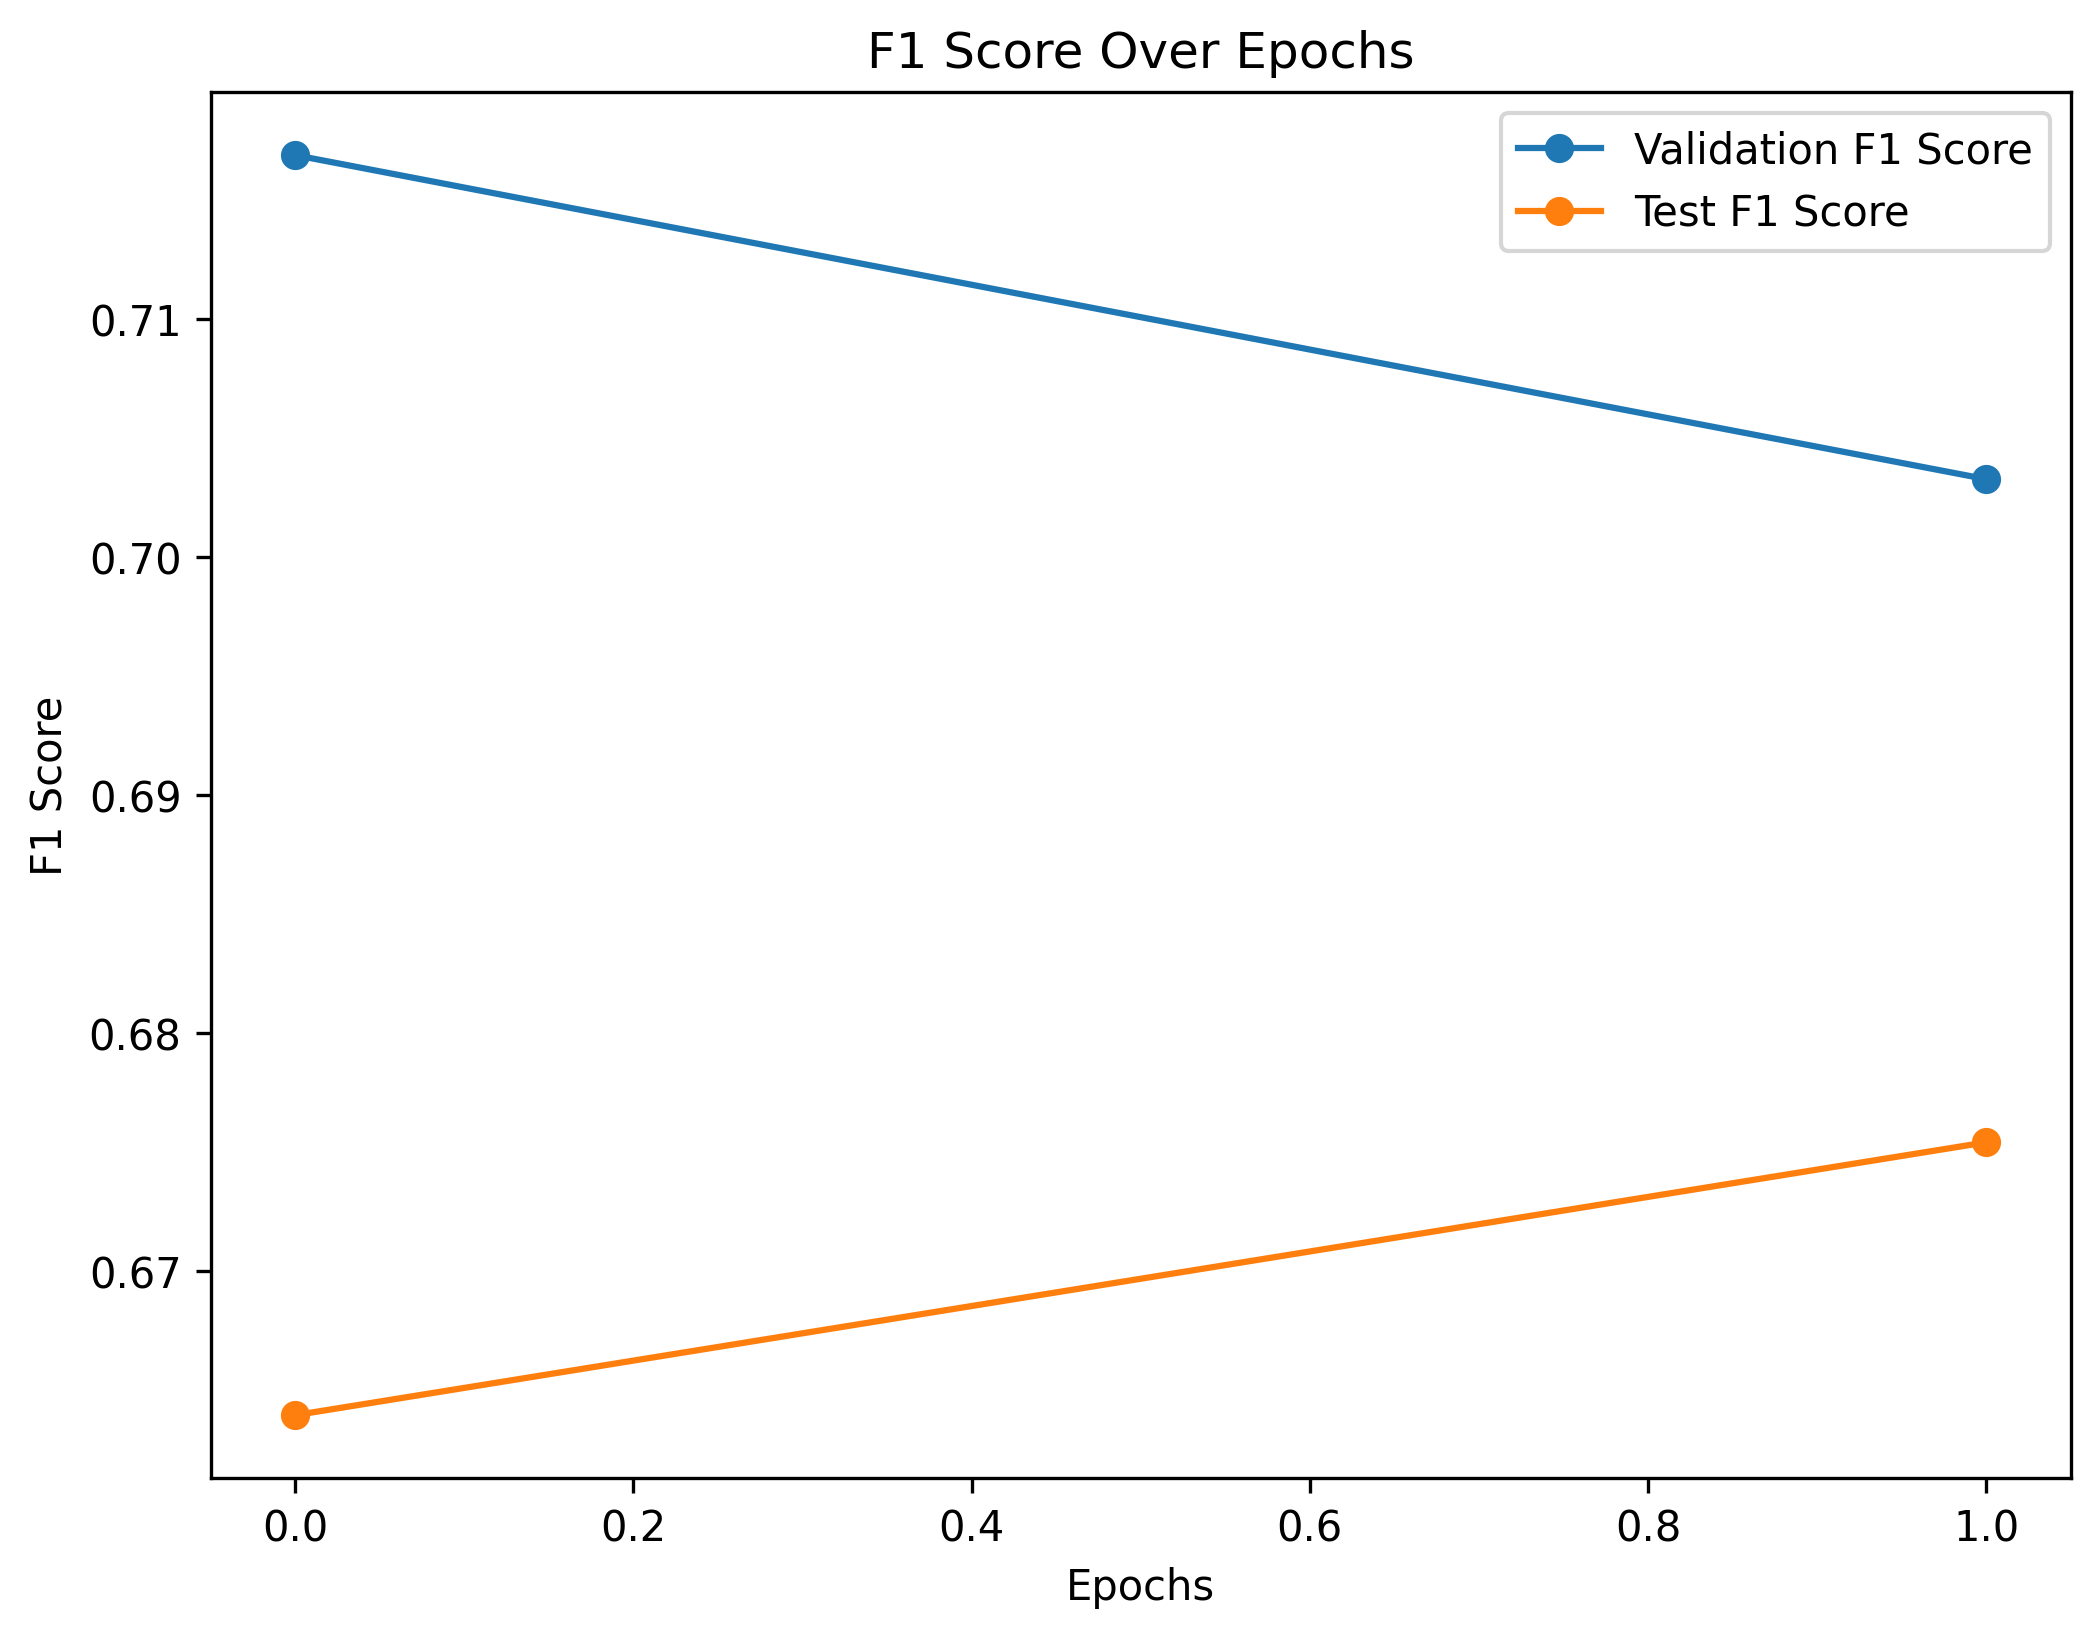 F1 Score Over Epochs
Validation F1 Score
Test F1 Score
F1 Score
0.71
0.70
0.69
0.68
0.67
0.0 0.2 0.4 0.6 0.8 1.0
Epochs